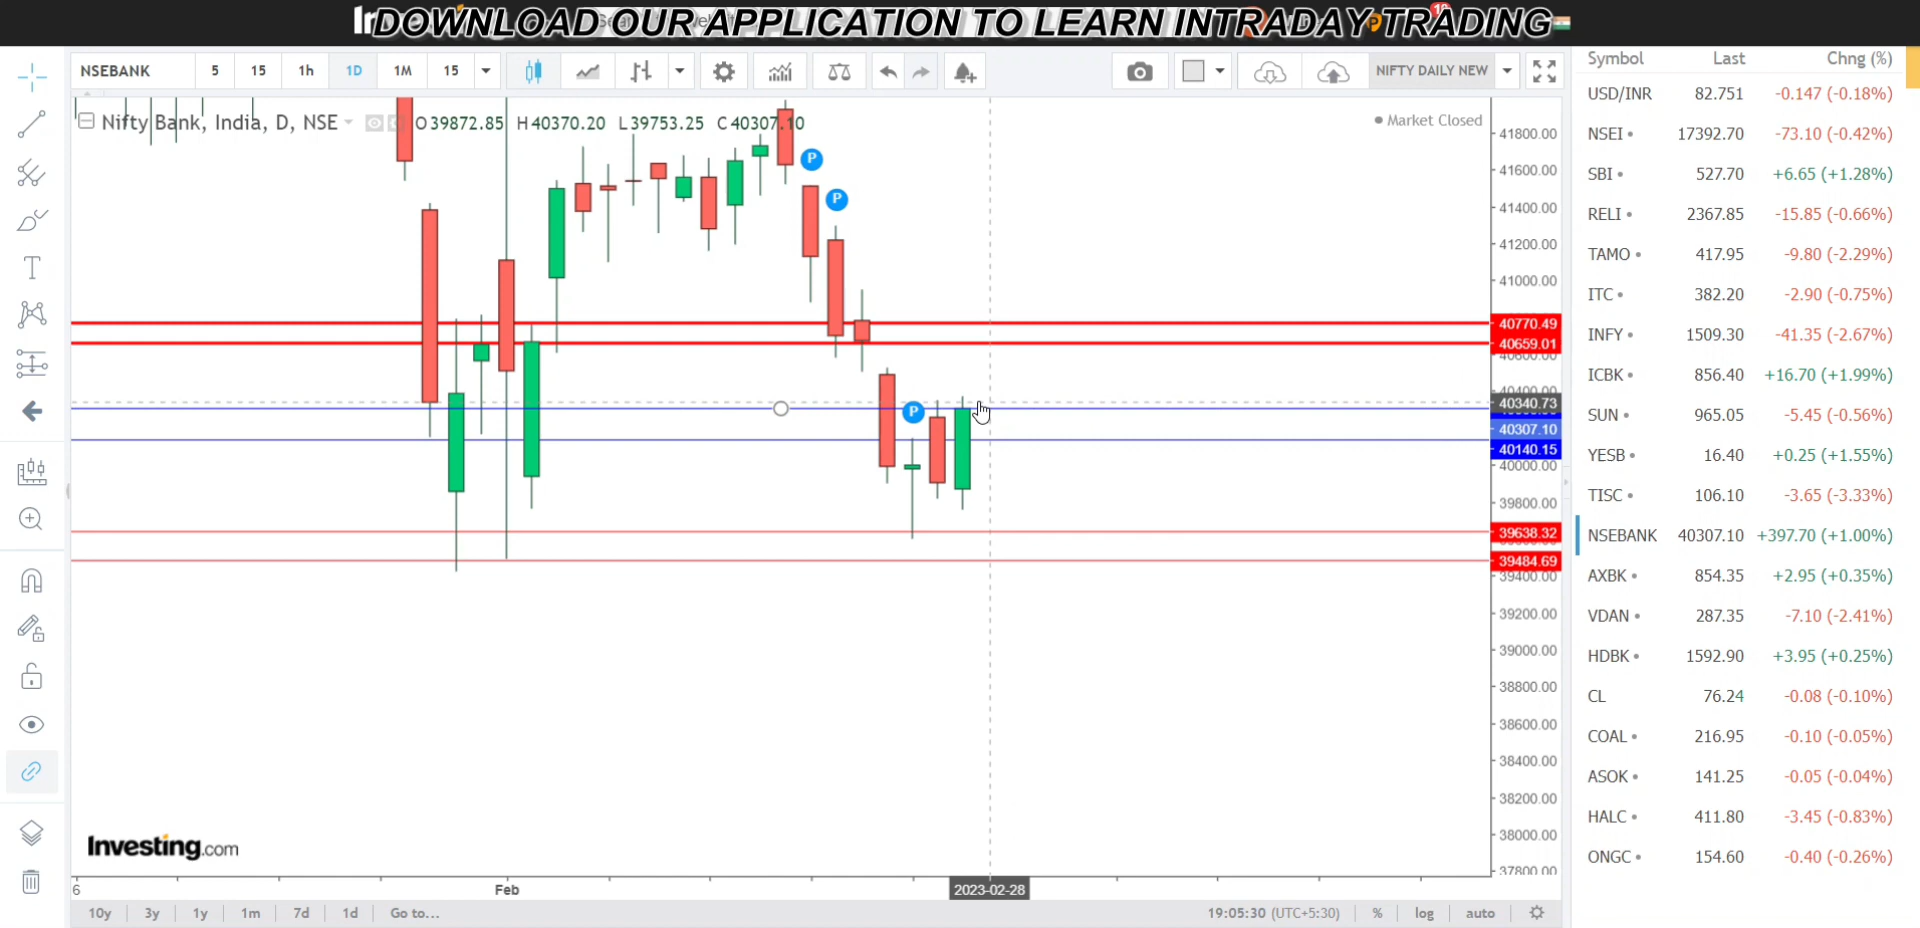 DOWNLOAD OUR APPLICATION TO LEARN INTRADAY TRADING
NSEBANK 5 15 1h 1D 1M 15 NIFTY DAILY NEW
Nifty Bank, India, D, NSE O39872.85 H40370.20 L39753.25 C40307.10
Market Closed
P
P
P
41800.00
41600.00
41400.00
41200.00
41000.00
40770.49
40659.01
40600.00
40400.00
40340.73
40307.10
40140.15
40000.00
39800.00
39638.32
39484.69
39400.00
39200.00
39000.00
38800.00
38600.00
38400.00
38200.00
38000.00
37800.00
Investing.com
6 Feb 2023-02-28
10y 3y 1y 1m 7d 1d Go to... 19:05:30 (UTC+5:30) % log auto
Symbol Last Chng (%)
USD/INR 82.751 -0.147 (-0.18%)
NSEI 17392.70 -73.10 (-0.42%)
SBI 527.70 +6.65 (+1.28%)
RELI 2367.85 -15.85 (-0.66%)
TAMO 417.95 -9.80 (-2.29%)
ITC 382.20 -2.90 (-0.75%)
INFY 1509.30 -41.35 (-2.67%)
ICBK 856.40 +16.70 (+1.99%)
SUN 965.05 -5.45 (-0.56%)
YESB 16.40 +0.25 (+1.55%)
TISC 106.10 -3.65 (-3.33%)
NSEBANK 40307.10 +397.70 (+1.00%)
AXBK 854.35 +2.95 (+0.35%)
VDAN 287.35 -7.10 (-2.41%)
HDBK 1592.90 +3.95 (+0.25%)
CL 76.24 -0.08 (-0.10%)
COAL 216.95 -0.10 (-0.05%)
ASOK 141.25 -0.05 (-0.04%)
HALC 411.80 -3.45 (-0.83%)
ONGC 154.60 -0.40 (-0.26%)